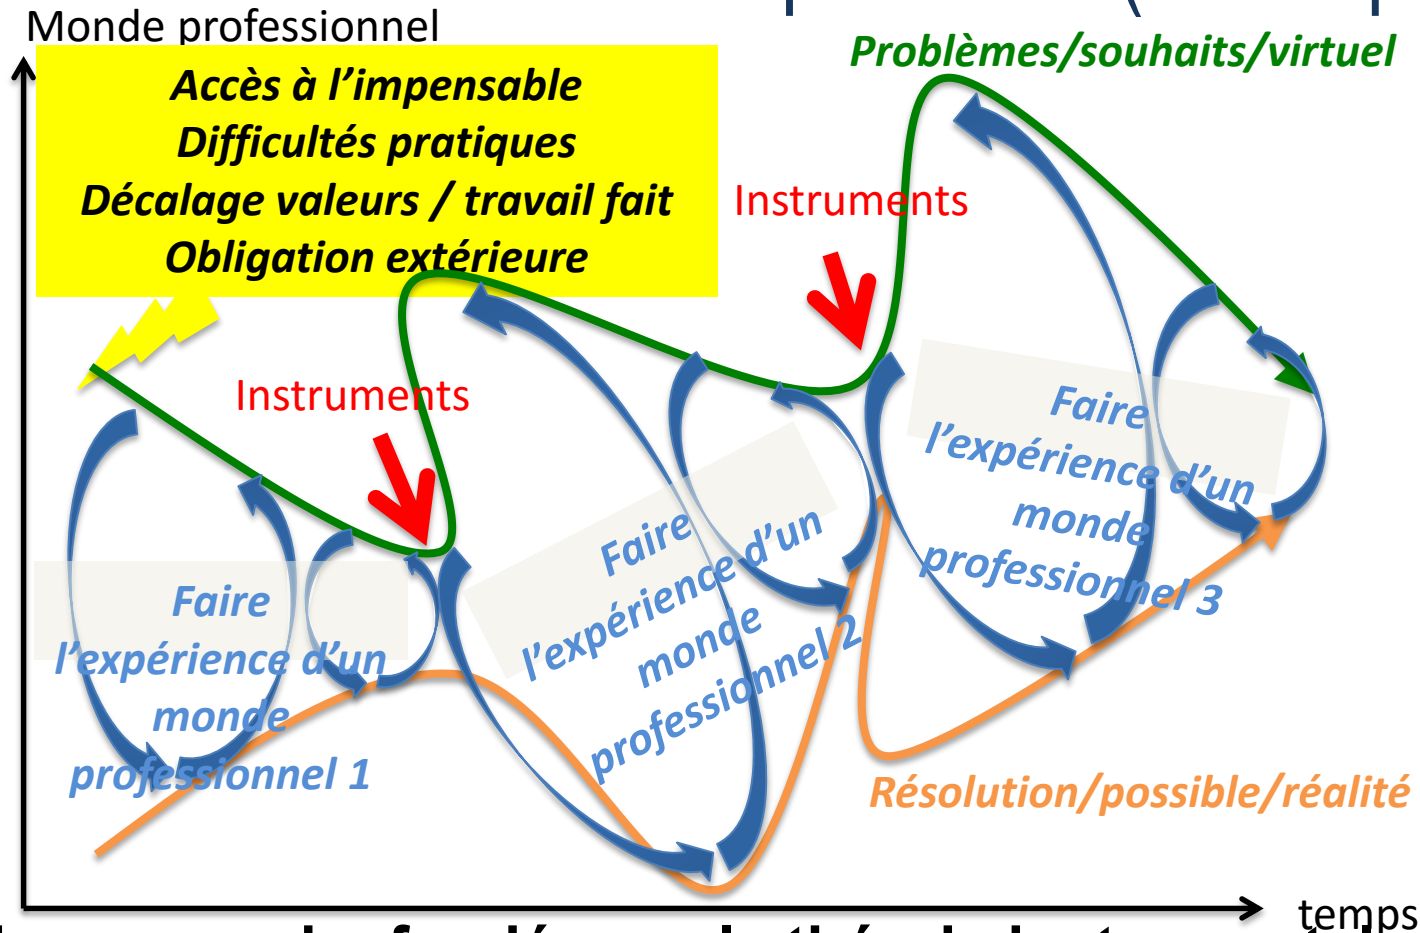 Monde professionnel
Problèmes/souhaits/virtuel
Accès à l’impensable
Difficultés pratiques
Décalage valeurs / travail fait
Obligation extérieure
Instruments
Instruments
Faire
l’expérience d’un
monde
professionnel 1
Faire
l’expérience d’un
monde
professionnel 2
Faire
l’expérience d’un
monde
professionnel 3
Résolution/possible/réalité
temps